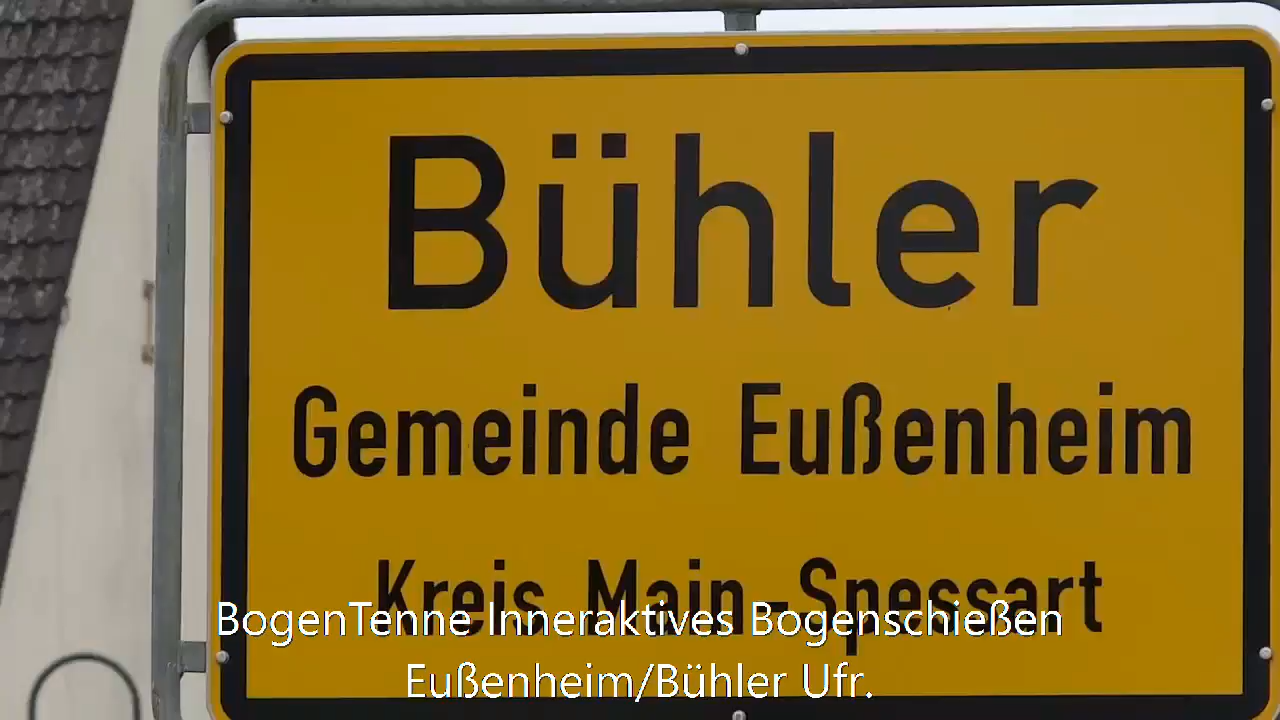 Bühler
Gemeinde Eußenheim
Kreis Main-Spessart
BogenTenne Inneraktives Bogenschießen
Eußenheim/Bühler Ufr.